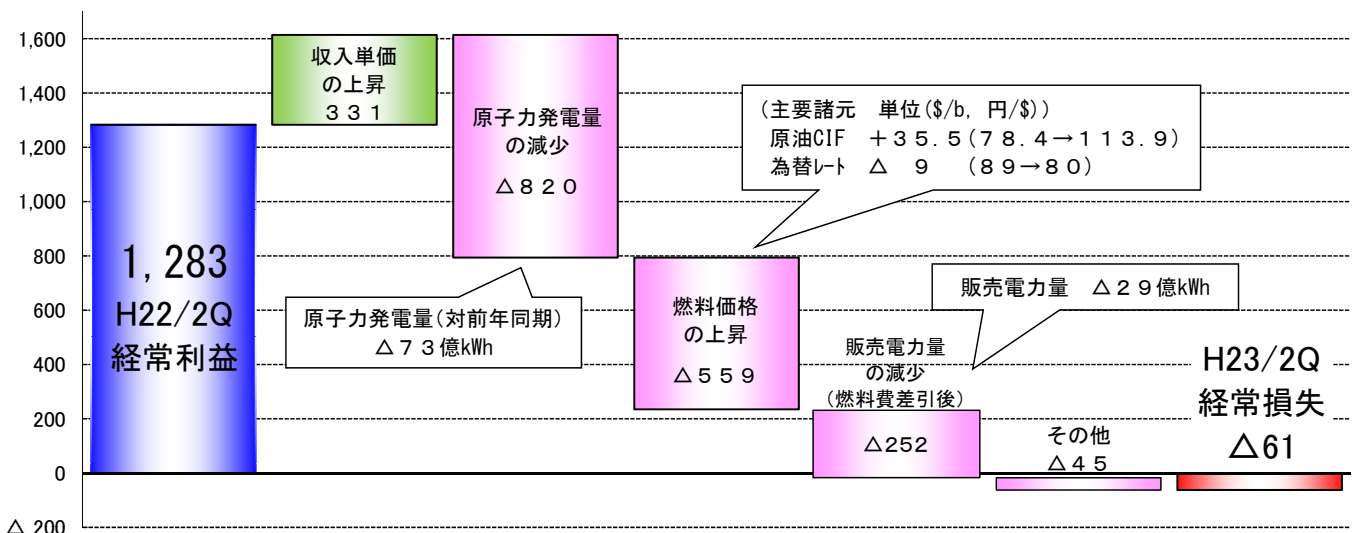 1,600
1,400
1,200
1,000
800
600
400
200
0
△ 200
1,283
H22/2Q
経常利益
収入単価
の上昇
３３１
原子力発電量
の減少
△８２０
原子力発電量(対前年同期)
△７３億kWh
(主要諸元　単位($/b, 円/$))
原油CIF　＋３５.５(７８.４→１１３.９)
為替ﾚｰﾄ　△　９　(８９→８０)
燃料価格
の上昇
△５５９
販売電力量　△２９億kWh
販売電力量
の減少
(燃料費差引後)
△252
その他
△４５
H23/2Q
経常損失
△61